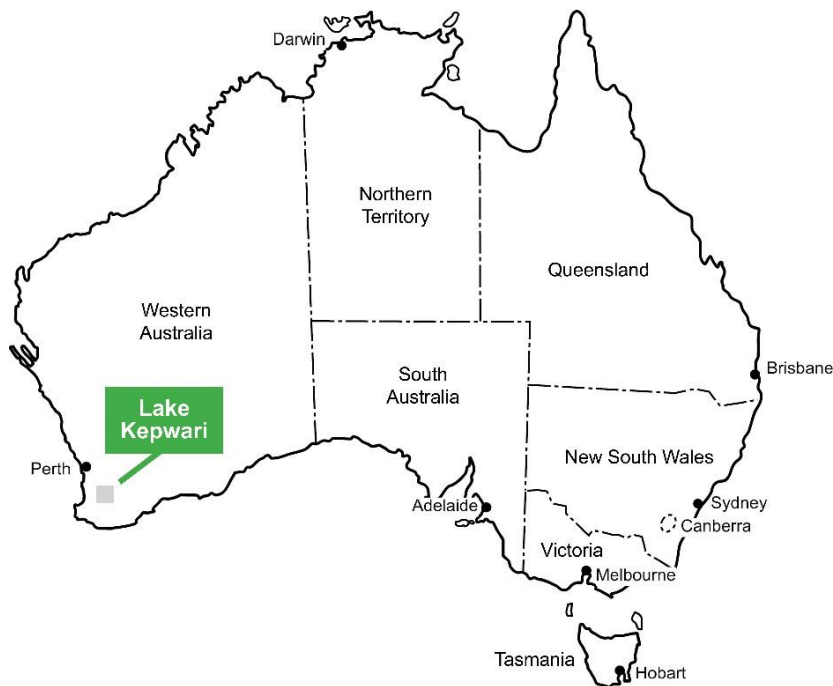 Darwin
Northern
Territory
Queensland
Western
Australia
South
Australia
Brisbane
Lake
Kepwari
Perth
New South Wales
Adelaide
Sydney
Canberra
Victoria
Melbourne
Tasmania
Hobart